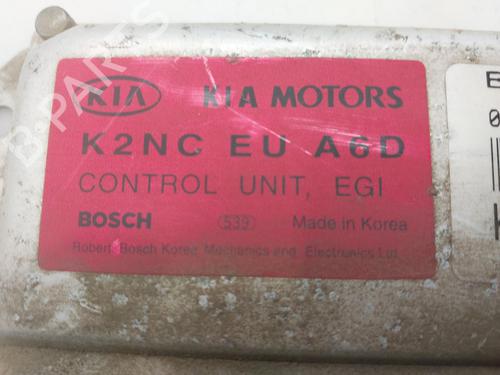 KIA KIA MOTORS
K2NC EU A6D
CONTROL UNIT, EGI
BOSCH 539 Made in Korea
Robert Bosch Korea Mechanics and Electronics Ltd.
B-PARTS